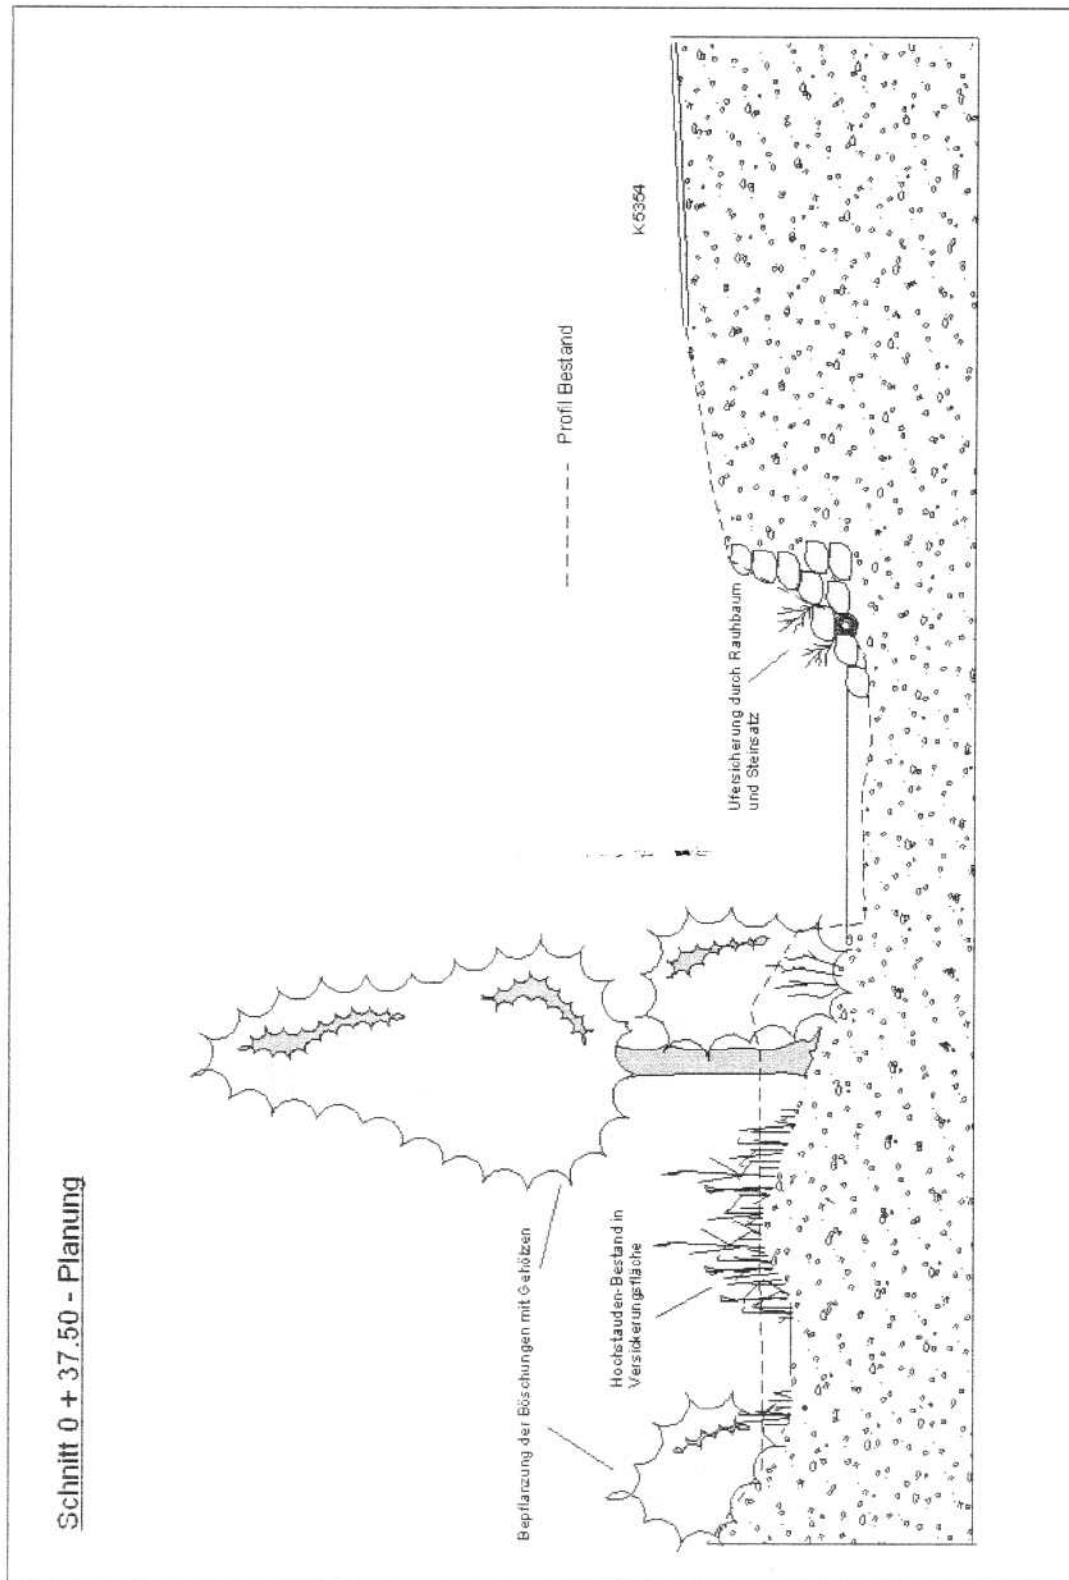 Schnitt 0 + 37.50 - Planung
Bepflanzung der Böschungen mit Gehölzen
Hochstauden-Bestand in
Versickerungsfläche
Profil Bestand
Ufersicherung durch Rauhbaum
und Steinsatz
K5354